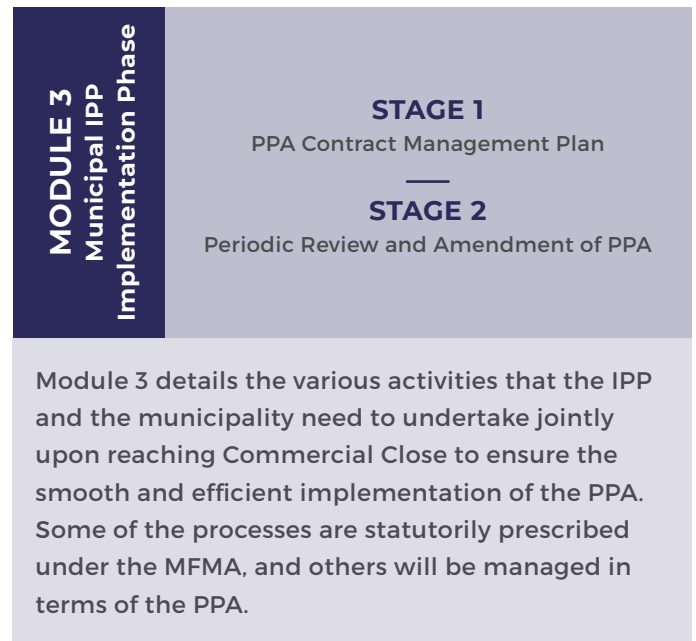 MODULE 3
Municipal IPP
Implementation Phase
STAGE 1
PPA Contract Management Plan
STAGE 2
Periodic Review and Amendment of PPA
Module 3 details the various activities that the IPP
and the municipality need to undertake jointly
upon reaching Commercial Close to ensure the
smooth and efficient implementation of the PPA.
Some of the processes are statutorily prescribed
under the MFMA, and others will be managed in
terms of the PPA.